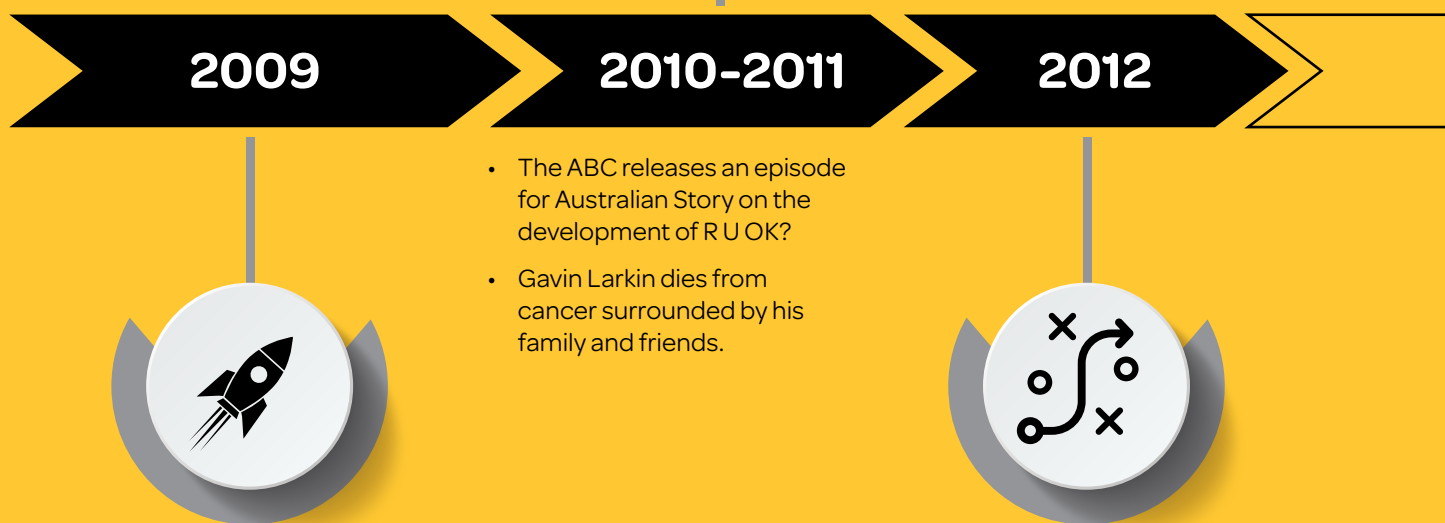 2009
2010-2011
2012
• The ABC releases an episode
for Australian Story on the
development of R U OK?
• Gavin Larkin dies from
cancer surrounded by his
family and friends.